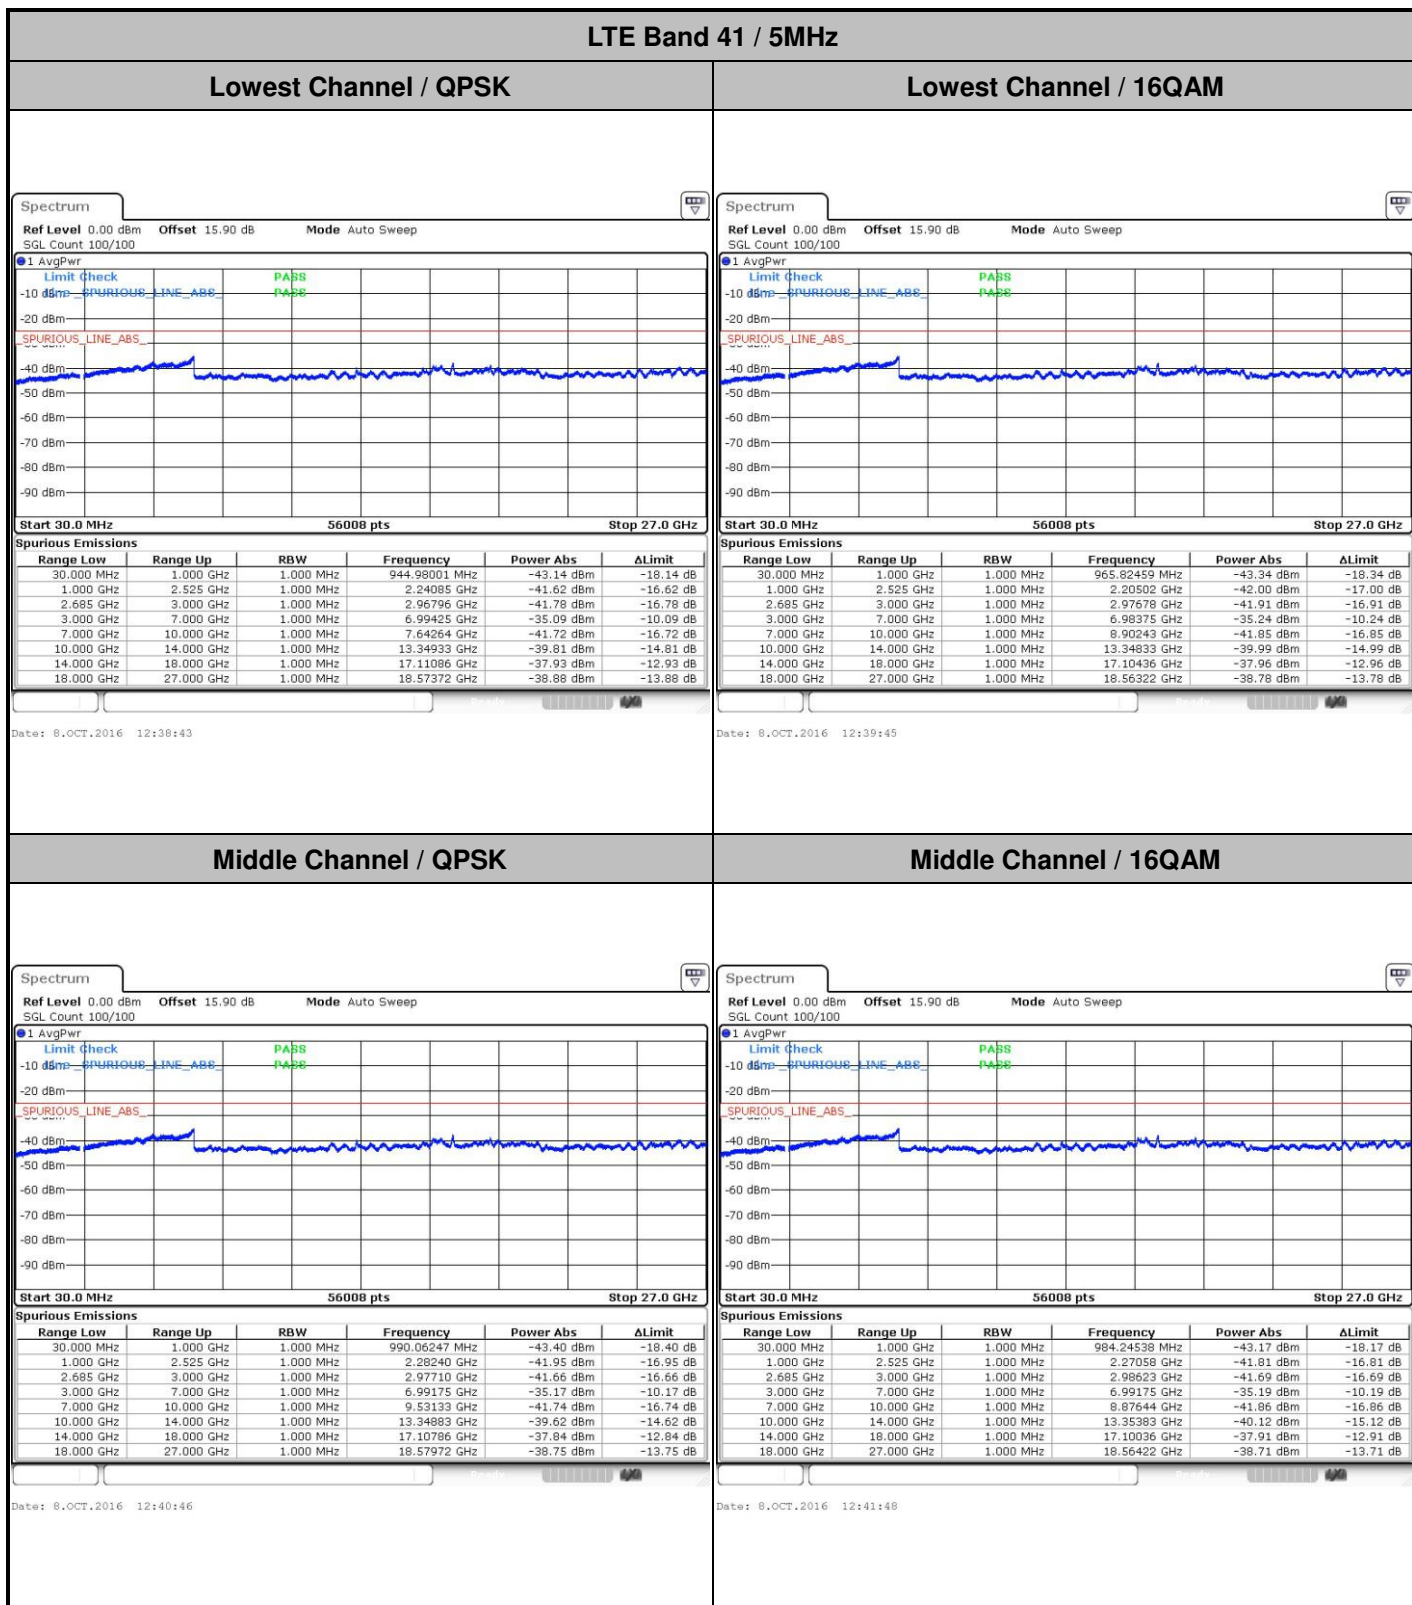 LTE Band 41 / 5MHz
Lowest Channel / QPSK
Lowest Channel / 16QAM
Spectrum
Ref Level 0.00 dBm Offset 15.90 dB Mode Auto Sweep
SGL Count 100/100
1 AvgPwr
Limit Check PASS
Line _SPURIOUS_LINE_ABS_ PASS
-10 dBm
-20 dBm
_SPURIOUS_LINE_ABS_
-40 dBm
-50 dBm
-60 dBm
-70 dBm
-80 dBm
-90 dBm
Start 30.0 MHz 56008 pts Stop 27.0 GHz
Spurious Emissions
Range Low Range Up RBW Frequency Power Abs ΔLimit
30.000 MHz 1.000 GHz 1.000 MHz 944.98001 MHz -43.14 dBm -18.14 dB
1.000 GHz 2.525 GHz 1.000 MHz 2.24085 GHz -41.62 dBm -16.62 dB
2.685 GHz 3.000 GHz 1.000 MHz 2.96796 GHz -41.78 dBm -16.78 dB
3.000 GHz 7.000 GHz 1.000 MHz 6.99425 GHz -35.09 dBm -10.09 dB
7.000 GHz 10.000 GHz 1.000 MHz 7.64264 GHz -41.72 dBm -16.72 dB
10.000 GHz 14.000 GHz 1.000 MHz 13.34933 GHz -39.81 dBm -14.81 dB
14.000 GHz 18.000 GHz 1.000 MHz 17.11086 GHz -37.93 dBm -12.93 dB
18.000 GHz 27.000 GHz 1.000 MHz 18.57372 GHz -38.88 dBm -13.88 dB
Ready
Date: 8.OCT.2016 12:38:43
Spectrum
Ref Level 0.00 dBm Offset 15.90 dB Mode Auto Sweep
SGL Count 100/100
1 AvgPwr
Limit Check PASS
Line _SPURIOUS_LINE_ABS_ PASS
-10 dBm
-20 dBm
_SPURIOUS_LINE_ABS_
-40 dBm
-50 dBm
-60 dBm
-70 dBm
-80 dBm
-90 dBm
Start 30.0 MHz 56008 pts Stop 27.0 GHz
Spurious Emissions
Range Low Range Up RBW Frequency Power Abs ΔLimit
30.000 MHz 1.000 GHz 1.000 MHz 965.82459 MHz -43.34 dBm -18.34 dB
1.000 GHz 2.525 GHz 1.000 MHz 2.20502 GHz -42.00 dBm -17.00 dB
2.685 GHz 3.000 GHz 1.000 MHz 2.97678 GHz -41.91 dBm -16.91 dB
3.000 GHz 7.000 GHz 1.000 MHz 6.98375 GHz -35.24 dBm -10.24 dB
7.000 GHz 10.000 GHz 1.000 MHz 8.90243 GHz -41.85 dBm -16.85 dB
10.000 GHz 14.000 GHz 1.000 MHz 13.34833 GHz -39.99 dBm -14.99 dB
14.000 GHz 18.000 GHz 1.000 MHz 17.10436 GHz -37.96 dBm -12.96 dB
18.000 GHz 27.000 GHz 1.000 MHz 18.56322 GHz -38.78 dBm -13.78 dB
Ready
Date: 8.OCT.2016 12:39:45
Middle Channel / QPSK
Middle Channel / 16QAM
Spectrum
Ref Level 0.00 dBm Offset 15.90 dB Mode Auto Sweep
SGL Count 100/100
1 AvgPwr
Limit Check PASS
Line _SPURIOUS_LINE_ABS_ PASS
-10 dBm
-20 dBm
_SPURIOUS_LINE_ABS_
-40 dBm
-50 dBm
-60 dBm
-70 dBm
-80 dBm
-90 dBm
Start 30.0 MHz 56008 pts Stop 27.0 GHz
Spurious Emissions
Range Low Range Up RBW Frequency Power Abs ΔLimit
30.000 MHz 1.000 GHz 1.000 MHz 990.06247 MHz -43.40 dBm -18.40 dB
1.000 GHz 2.525 GHz 1.000 MHz 2.28240 GHz -41.95 dBm -16.95 dB
2.685 GHz 3.000 GHz 1.000 MHz 2.97710 GHz -41.66 dBm -16.66 dB
3.000 GHz 7.000 GHz 1.000 MHz 6.99175 GHz -35.17 dBm -10.17 dB
7.000 GHz 10.000 GHz 1.000 MHz 9.53133 GHz -41.74 dBm -16.74 dB
10.000 GHz 14.000 GHz 1.000 MHz 13.34883 GHz -39.62 dBm -14.62 dB
14.000 GHz 18.000 GHz 1.000 MHz 17.10786 GHz -37.84 dBm -12.84 dB
18.000 GHz 27.000 GHz 1.000 MHz 18.57972 GHz -38.75 dBm -13.75 dB
Ready
Date: 8.OCT.2016 12:40:46
Spectrum
Ref Level 0.00 dBm Offset 15.90 dB Mode Auto Sweep
SGL Count 100/100
1 AvgPwr
Limit Check PASS
Line _SPURIOUS_LINE_ABS_ PASS
-10 dBm
-20 dBm
_SPURIOUS_LINE_ABS_
-40 dBm
-50 dBm
-60 dBm
-70 dBm
-80 dBm
-90 dBm
Start 30.0 MHz 56008 pts Stop 27.0 GHz
Spurious Emissions
Range Low Range Up RBW Frequency Power Abs ΔLimit
30.000 MHz 1.000 GHz 1.000 MHz 984.24538 MHz -43.17 dBm -18.17 dB
1.000 GHz 2.525 GHz 1.000 MHz 2.27058 GHz -41.81 dBm -16.81 dB
2.685 GHz 3.000 GHz 1.000 MHz 2.98623 GHz -41.69 dBm -16.69 dB
3.000 GHz 7.000 GHz 1.000 MHz 6.99175 GHz -35.19 dBm -10.19 dB
7.000 GHz 10.000 GHz 1.000 MHz 8.87644 GHz -41.86 dBm -16.86 dB
10.000 GHz 14.000 GHz 1.000 MHz 13.35383 GHz -40.12 dBm -15.12 dB
14.000 GHz 18.000 GHz 1.000 MHz 17.10036 GHz -37.91 dBm -12.91 dB
18.000 GHz 27.000 GHz 1.000 MHz 18.56422 GHz -38.71 dBm -13.71 dB
Ready
Date: 8.OCT.2016 12:41:48